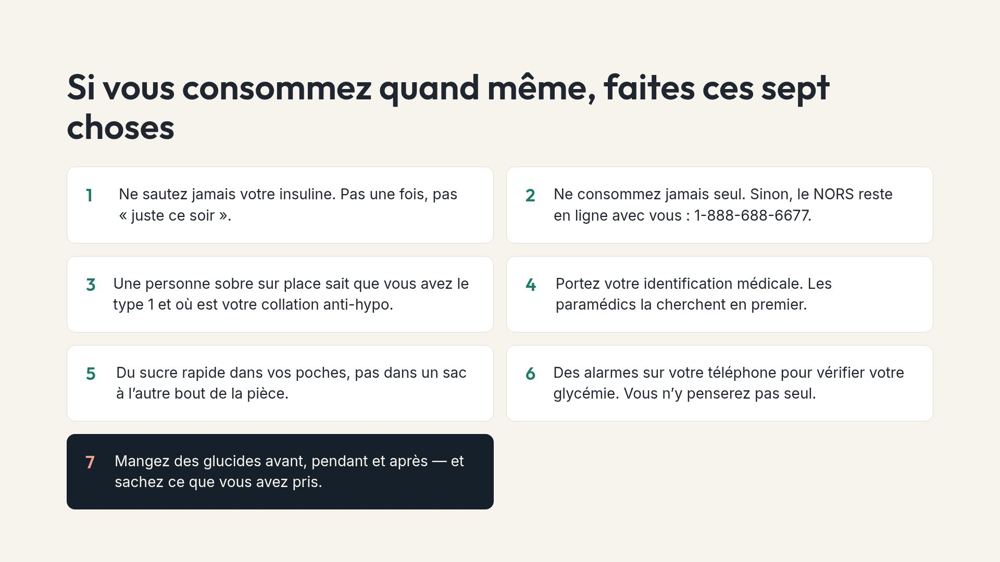 Si vous consommez quand même, faites ces sept
choses
1
Ne sautez jamais votre insuline. Pas une fois, pas
« juste ce soir ».
2
Ne consommez jamais seul. Sinon, le NORS reste
en ligne avec vous : 1-888-688-6677.
3
Une personne sobre sur place sait que vous avez le
type 1 et où est votre collation anti-hypo.
4
Portez votre identification médicale. Les
paramédics la cherchent en premier.
5
Du sucre rapide dans vos poches, pas dans un sac
à l’autre bout de la pièce.
6
Des alarmes sur votre téléphone pour vérifier votre
glycémie. Vous n’y penserez pas seul.
7
Mangez des glucides avant, pendant et après — et
sachez ce que vous avez pris.